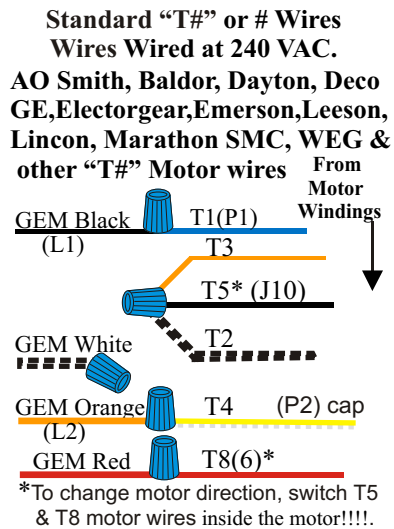 Standard “T#” or # Wires
Wires Wired at 240 VAC.
AO Smith, Baldor, Dayton, Deco
GE,Electorgear,Emerson,Leeson,
Lincon, Marathon SMC, WEG &
other “T#” Motor wires
From
Motor
Windings
GEM Black
(L1)
T1(P1)
T3
T5* (J10)
GEM White
T2
GEM Orange
(L2)
T4
(P2) cap
GEM Red
T8(6)*
*To change motor direction, switch T5
& T8 motor wires inside the motor!!!!.